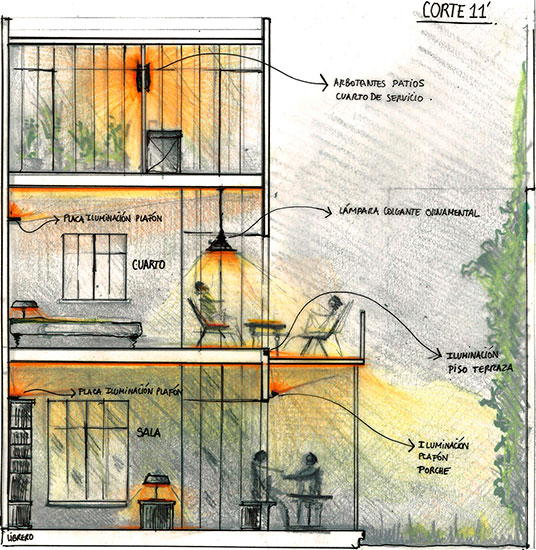 CORTE 11´
ARBOTANTES PATIOS
CUARTO DE SERVICIO.
PLACA ILUMINACIÓN PLAFÓN
LÁMPARA COLGANTE ORNAMENTAL
CUARTO
ILUMINACIÓN
PISO TERRAZA
PLACA ILUMINACIÓN PLAFÓN
SALA
ILUMINACIÓN
PLAFÓN
PORCHE
LIBRERO